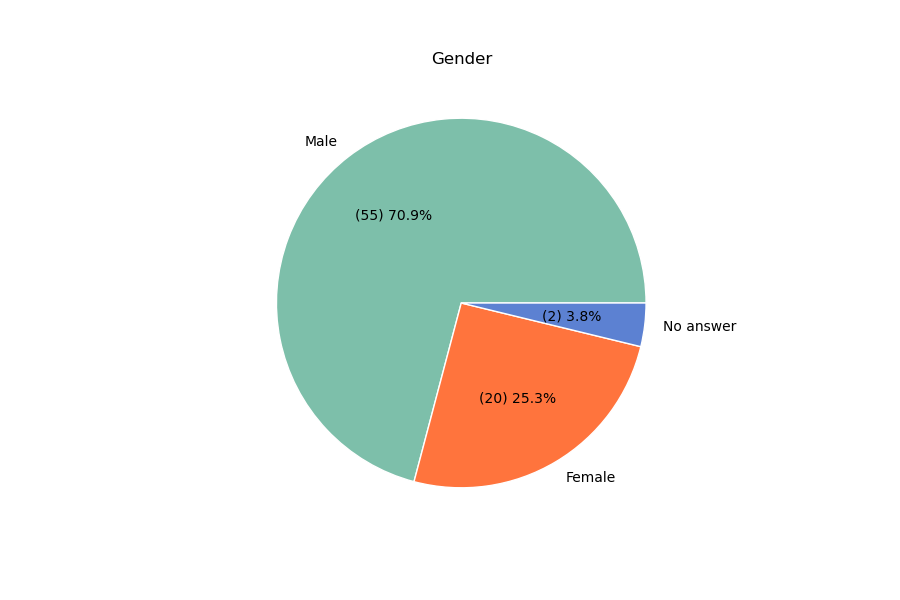 Gender
Male
(55) 70.9%
(2) 3.8%
No answer
(20) 25.3%
Female